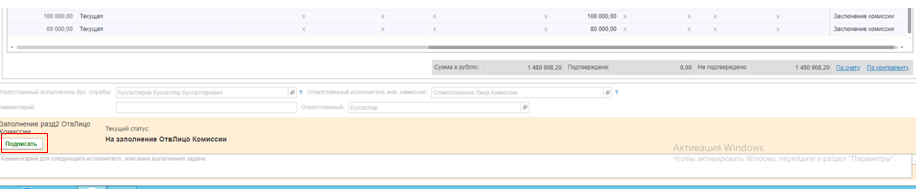 100 000,00 Текущая x x x x 100 000,00 x x x x Заключение комиссии
80 000,00 Текущая x x x x 80 000,00 x x x x Заключение комиссии
Сумма в рублях: 1 480 908,20 Подтверждено: 0,00 Не подтверждено: 1 480 908,20 По счету По контрагенту
тветственный исполнитель бух. службы: Бухгалтеров Бухгалтер Бухгалтерович ? Ответственный исполнитель инв. комиссии: Ответственное Лицо Комиссии ?
омментарий: Ответственный: Бухгалтер
Заполнение разд2 ОтвЛицо Комиссии
Текущий статус:
На заполнение ОтвЛицо Комиссии
Подписать
Активация Windows
Чтобы активировать Windows, перейдите в раздел "Параметры".
Комментарий для следующего исполнителя, описание выполнения задачи